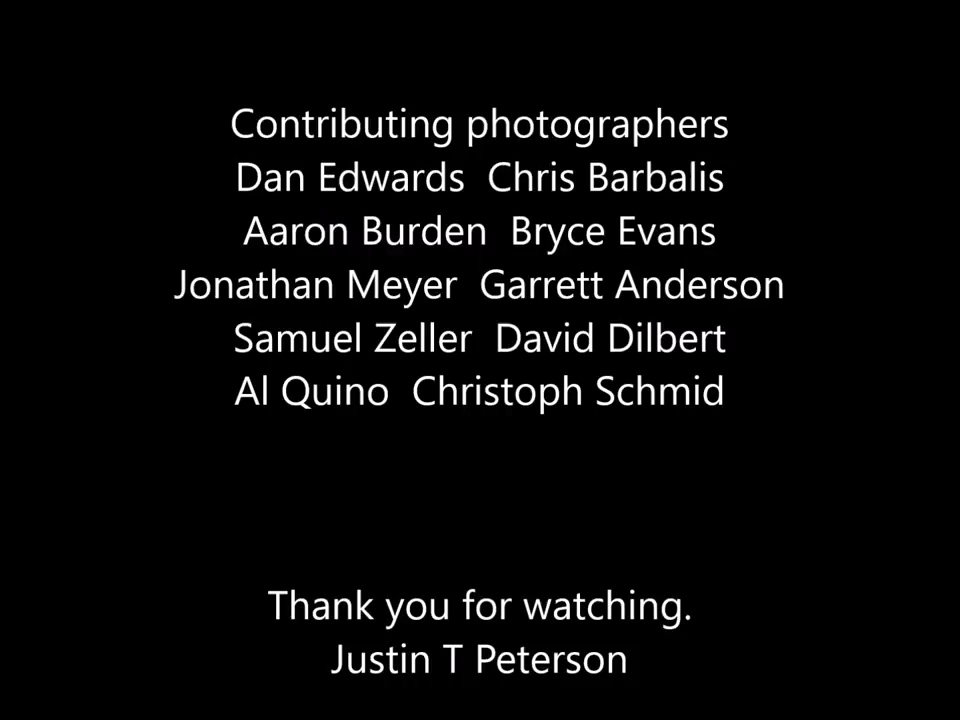 Contributing photographers
Dan Edwards  Chris Barbalis
Aaron Burden  Bryce Evans
Jonathan Meyer  Garrett Anderson
Samuel Zeller  David Dilbert
Al Quino  Christoph Schmid
Thank you for watching.
Justin T Peterson